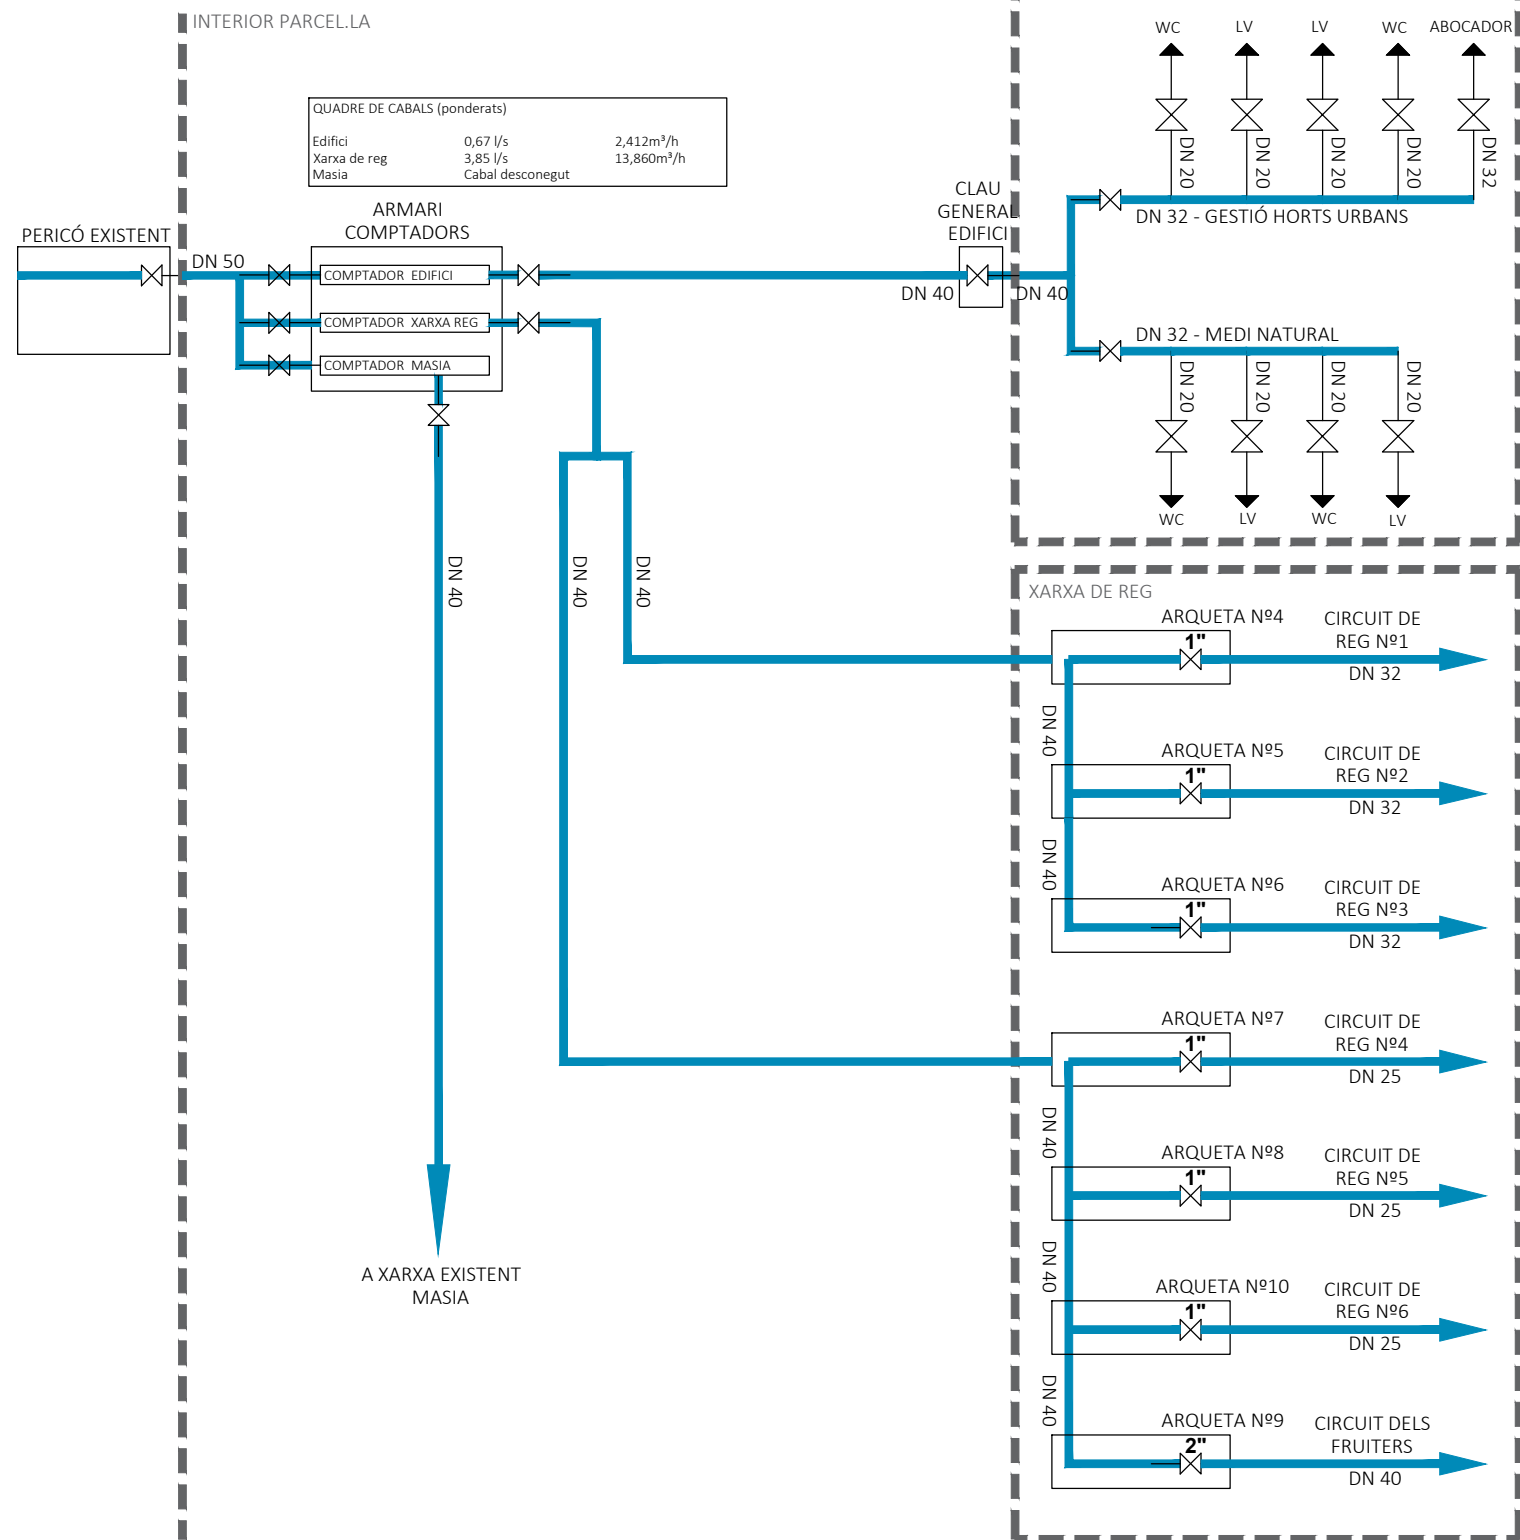 INTERIOR PARCEL.LA
QUADRE DE CABALS (ponderats)
Edifici 0,67 l/s 2,412m³/h
Xarxa de reg 3,85 l/s 13,860m³/h
Masia Cabal desconegut
WC LV LV WC ABOCADOR
DN 20 DN 20 DN 20 DN 20 DN 32
DN 32 - GESTIÓ HORTS URBANS
CLAU
GENERAL
EDIFICI
DN 40 DN 40
PERICÓ EXISTENT
DN 50
ARMARI
COMPTADORS
COMPTADOR EDIFICI
COMPTADOR XARXA REG
COMPTADOR MASIA
DN 32 - MEDI NATURAL
DN 20 DN 20 DN 20 DN 20
WC LV WC LV
DN 40 DN 40 DN 40
XARXA DE REG
ARQUETA Nº4
1"
CIRCUIT DE
REG Nº1
DN 32
DN 40
ARQUETA Nº5
1"
CIRCUIT DE
REG Nº2
DN 32
DN 40
ARQUETA Nº6
1"
CIRCUIT DE
REG Nº3
DN 32
ARQUETA Nº7
1"
CIRCUIT DE
REG Nº4
DN 25
DN 40
ARQUETA Nº8
1"
CIRCUIT DE
REG Nº5
DN 25
DN 40
ARQUETA Nº10
1"
CIRCUIT DE
REG Nº6
DN 25
DN 40
ARQUETA Nº9
2"
CIRCUIT DELS
FRUITERS
DN 40
A XARXA EXISTENT
MASIA